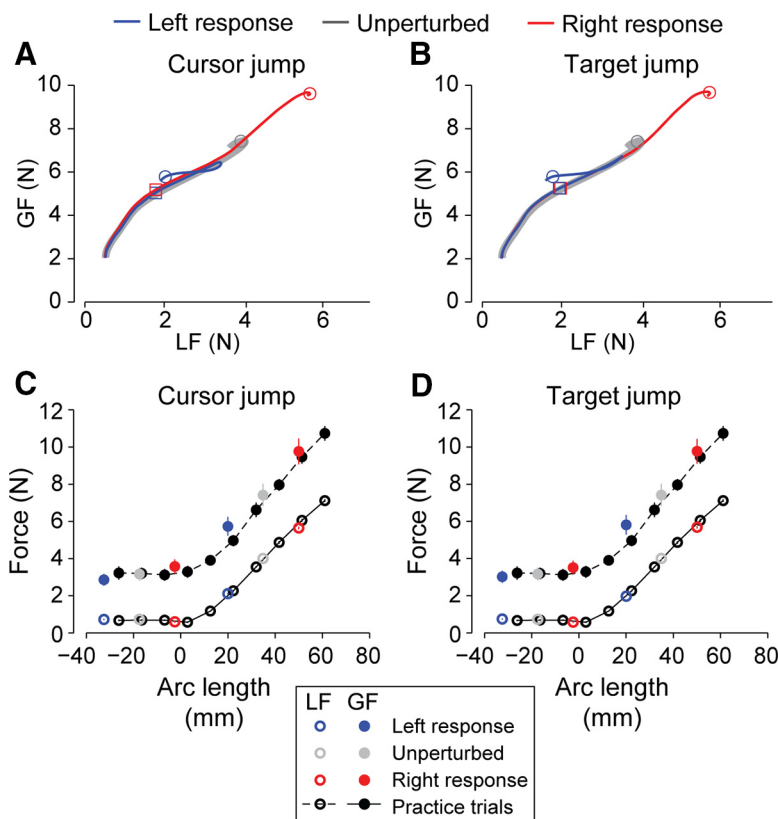 Left response Unperturbed Right response
A Cursor jump
10
8
6
4
2
0
GF (N)
0 2 4 6
LF (N)
B Target jump
10
8
6
4
2
0
GF (N)
0 2 4 6
LF (N)
C Cursor jump
12
10
8
6
4
2
0
Force (N)
−40 −20 0 20 40 60 80
Arc length
(mm)
D Target jump
12
10
8
6
4
2
0
Force (N)
−40 −20 0 20 40 60 80
Arc length
(mm)
LF GF
Left response
Unperturbed
Right response
Practice trials